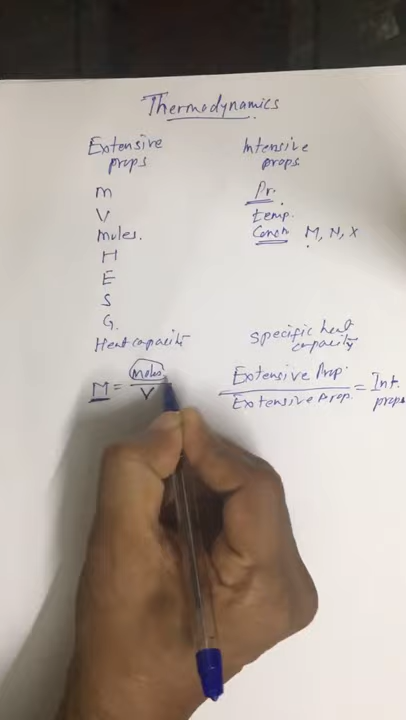 Thermodynamics
Extensive props
m
V
moles.
H
E
S
G.
Heat capacity
M = moles / V
Intensive props
Pr.
temp.
Concn M, N, X
Specific heat capacity
Extensive Prop. / Extensive Prop. = Int. props